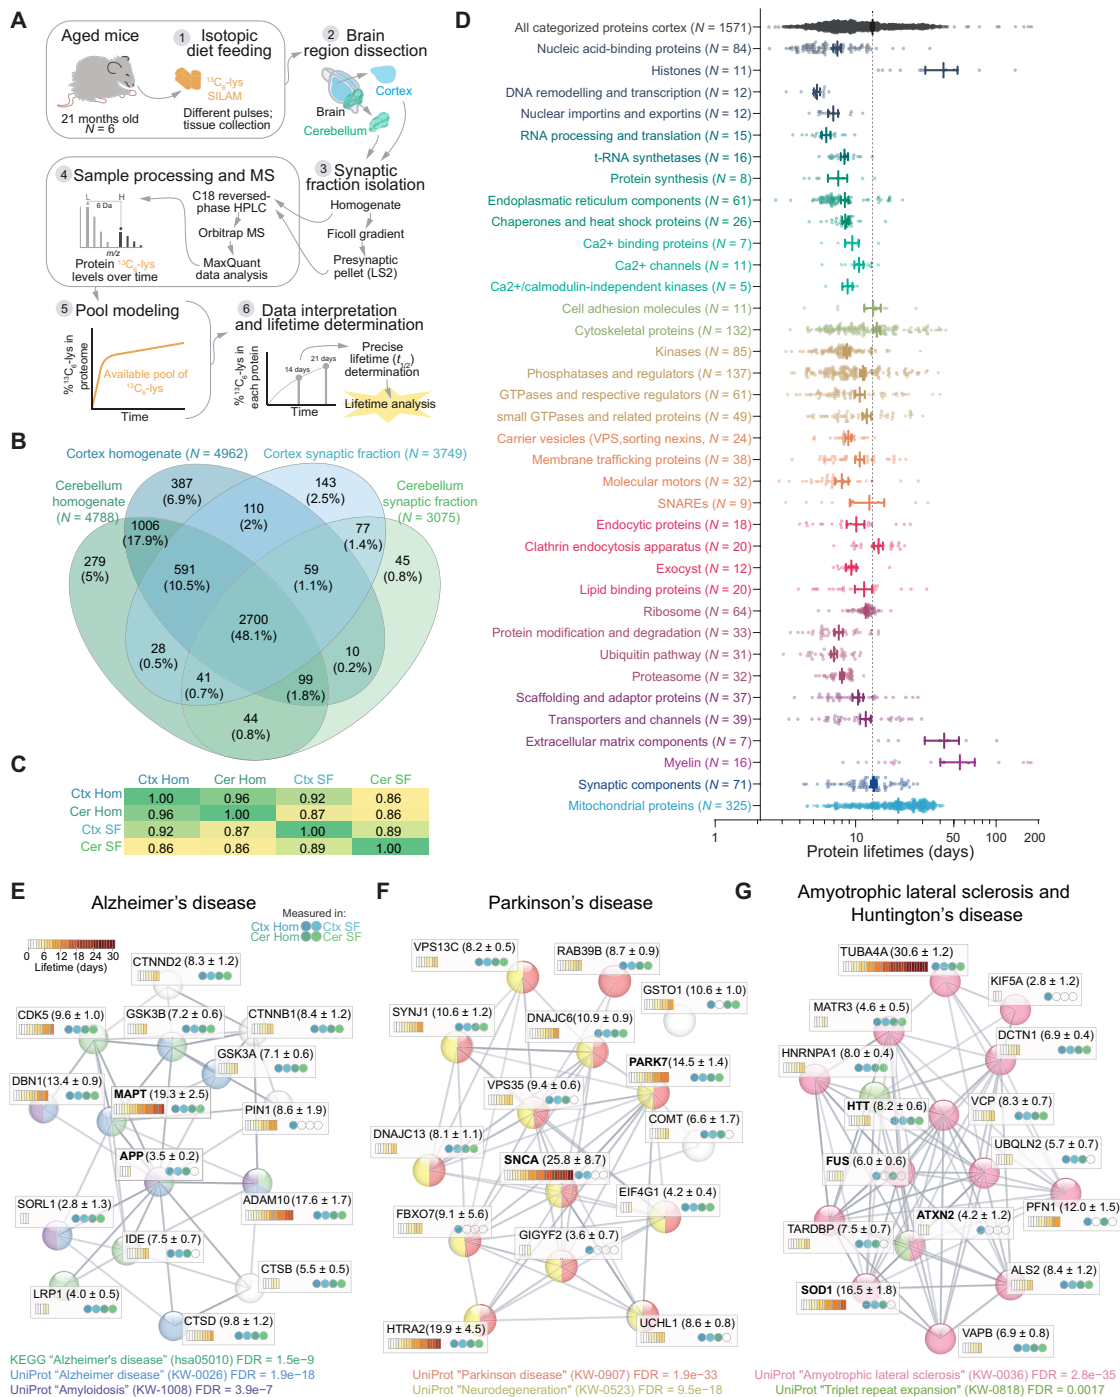 A
Aged mice
21 months old
N = 6
1 Isotopic
diet feeding
¹³C₆-lys
SILAM
Different pulses;
tissue collection
2 Brain
region dissection
Cortex
Brain
Cerebellum
3 Synaptic
fraction isolation
Homogenate
Ficoll gradient
Presynaptic
pellet (LS2)
4 Sample processing and MS
L H
6 Da
m/z
Protein ¹³C₆-lys
levels over time
C18 reversed-
phase HPLC
Orbitrap MS
MaxQuant
data analysis
5 Pool modeling
%¹³C₆-lys in
proteome
Available pool of
¹³C₆-lys
Time
6 Data interpretation
and lifetime determination
%¹³C₆-lys in
each protein
14 days
21 days
Time
Precise
lifetime (t1/2)
determination
Lifetime analysis
B
Cortex homogenate (N = 4962)
Cortex synaptic fraction (N = 3749)
Cerebellum
homogenate
(N = 4788)
Cerebellum
synaptic fraction
(N = 3075)
387
(6.9%)
143
(2.5%)
110
(2%)
1006
(17.9%)
77
(1.4%)
279
(5%)
591
(10.5%)
59
(1.1%)
45
(0.8%)
2700
(48.1%)
28
(0.5%)
10
(0.2%)
41
(0.7%)
99
(1.8%)
44
(0.8%)
C
Ctx Hom Cer Hom Ctx SF Cer SF
Ctx Hom 1.00 0.96 0.92 0.86
Cer Hom 0.96 1.00 0.87 0.86
Ctx SF 0.92 0.87 1.00 0.89
Cer SF 0.86 0.86 0.89 1.00
D
All categorized proteins cortex (N = 1571)
Nucleic acid-binding proteins (N = 84)
Histones (N = 11)
DNA remodelling and transcription (N = 12)
Nuclear importins and exportins (N = 12)
RNA processing and translation (N = 15)
t-RNA synthetases (N = 16)
Protein synthesis (N = 8)
Endoplasmatic reticulum components (N = 61)
Chaperones and heat shock proteins (N = 26)
Ca2+ binding proteins (N = 7)
Ca2+ channels (N = 11)
Ca2+/calmodulin-independent kinases (N = 5)
Cell adhesion molecules (N = 11)
Cytoskeletal proteins (N = 132)
Kinases (N = 85)
Phosphatases and regulators (N = 137)
GTPases and respective regulators (N = 61)
small GTPases and related proteins (N = 49)
Carrier vesicles (VPS,sorting nexins, N = 24)
Membrane trafficking proteins (N = 38)
Molecular motors (N = 32)
SNAREs (N = 9)
Endocytic proteins (N = 18)
Clathrin endocytosis apparatus (N = 20)
Exocyst (N = 12)
Lipid binding proteins (N = 20)
Ribosome (N = 64)
Protein modification and degradation (N = 33)
Ubiquitin pathway (N = 31)
Proteasome (N = 32)
Scaffolding and adaptor proteins (N = 37)
Transporters and channels (N = 39)
Extracellular matrix components (N = 7)
Myelin (N = 16)
Synaptic components (N = 71)
Mitochondrial proteins (N = 325)
1 10 50 100 200
Protein lifetimes (days)
E
Alzheimer's disease
Measured in:
Ctx Hom Ctx SF
Cer Hom Cer SF
0 6 12 18 24 30
Lifetime (days)
CTNND2 (8.3 ± 1.2)
CDK5 (9.6 ± 1.0)
GSK3B (7.2 ± 0.6)
CTNNB1(8.4 ± 1.2)
GSK3A (7.1 ± 0.6)
DBN1(13.4 ± 0.9)
MAPT (19.3 ± 2.5)
PIN1 (8.6 ± 1.9)
APP (3.5 ± 0.2)
SORL1 (2.8 ± 1.3)
ADAM10 (17.6 ± 1.7)
IDE (7.5 ± 0.7)
CTSB (5.5 ± 0.5)
LRP1 (4.0 ± 0.5)
CTSD (9.8 ± 1.2)
KEGG "Alzheimer's disease" (hsa05010) FDR = 1.5e−9
UniProt "Alzheimer disease" (KW-0026) FDR = 1.9e−18
UniProt "Amyloidosis" (KW-1008) FDR = 3.9e−7
F
Parkinson's disease
VPS13C (8.2 ± 0.5)
RAB39B (8.7 ± 0.9)
GSTO1 (10.6 ± 1.0)
SYNJ1 (10.6 ± 1.2)
DNAJC6(10.9 ± 0.9)
PARK7 (14.5 ± 1.4)
VPS35 (9.4 ± 0.6)
COMT (6.6 ± 1.7)
DNAJC13 (8.1 ± 1.1)
SNCA (25.8 ± 8.7)
EIF4G1 (4.2 ± 0.4)
FBXO7(9.1 ± 5.6)
GIGYF2 (3.6 ± 0.7)
HTRA2(19.9 ± 4.5)
UCHL1 (8.6 ± 0.8)
UniProt "Parkinson disease" (KW-0907) FDR = 1.9e−33
UniProt "Neurodegeneration" (KW-0523) FDR = 9.5e−18
G
Amyotrophic lateral sclerosis and
Huntington's disease
TUBA4A (30.6 ± 1.2)
KIF5A (2.8 ± 1.2)
MATR3 (4.6 ± 0.5)
DCTN1 (6.9 ± 0.4)
HNRNPA1 (8.0 ± 0.4)
HTT (8.2 ± 0.6)
VCP (8.3 ± 0.7)
UBQLN2 (5.7 ± 0.7)
FUS (6.0 ± 0.6)
PFN1 (12.0 ± 1.5)
ATXN2 (4.2 ± 1.2)
TARDBP (7.5 ± 0.7)
ALS2 (8.4 ± 1.2)
SOD1 (16.5 ± 1.8)
VAPB (6.9 ± 0.8)
UniProt "Amyotrophic lateral sclerosis" (KW-0036) FDR = 2.8e−35
UniProt "Triplet repeat expansion" (KW-0818) FDR = 0.0017